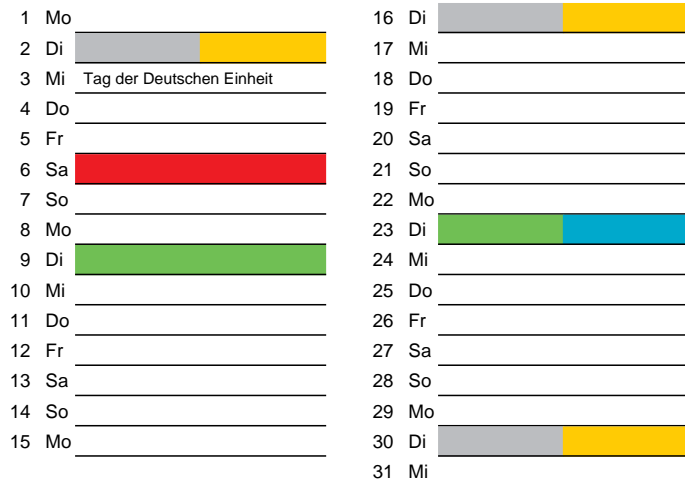 1 Mo
2 Di
3 Mi Tag der Deutschen Einheit
4 Do
5 Fr
6 Sa
7 So
8 Mo
9 Di
10 Mi
11 Do
12 Fr
13 Sa
14 So
15 Mo
16 Di
17 Mi
18 Do
19 Fr
20 Sa
21 So
22 Mo
23 Di
24 Mi
25 Do
26 Fr
27 Sa
28 So
29 Mo
30 Di
31 Mi